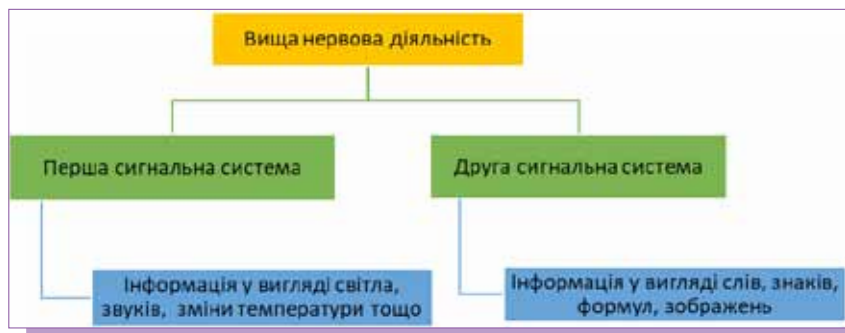 Вища нервова діяльність
Перша сигнальна система
Друга сигнальна система
Інформація у вигляді світла,
звуків, зміни температури тощо
Інформація у вигляді слів, знаків,
формул, зображень